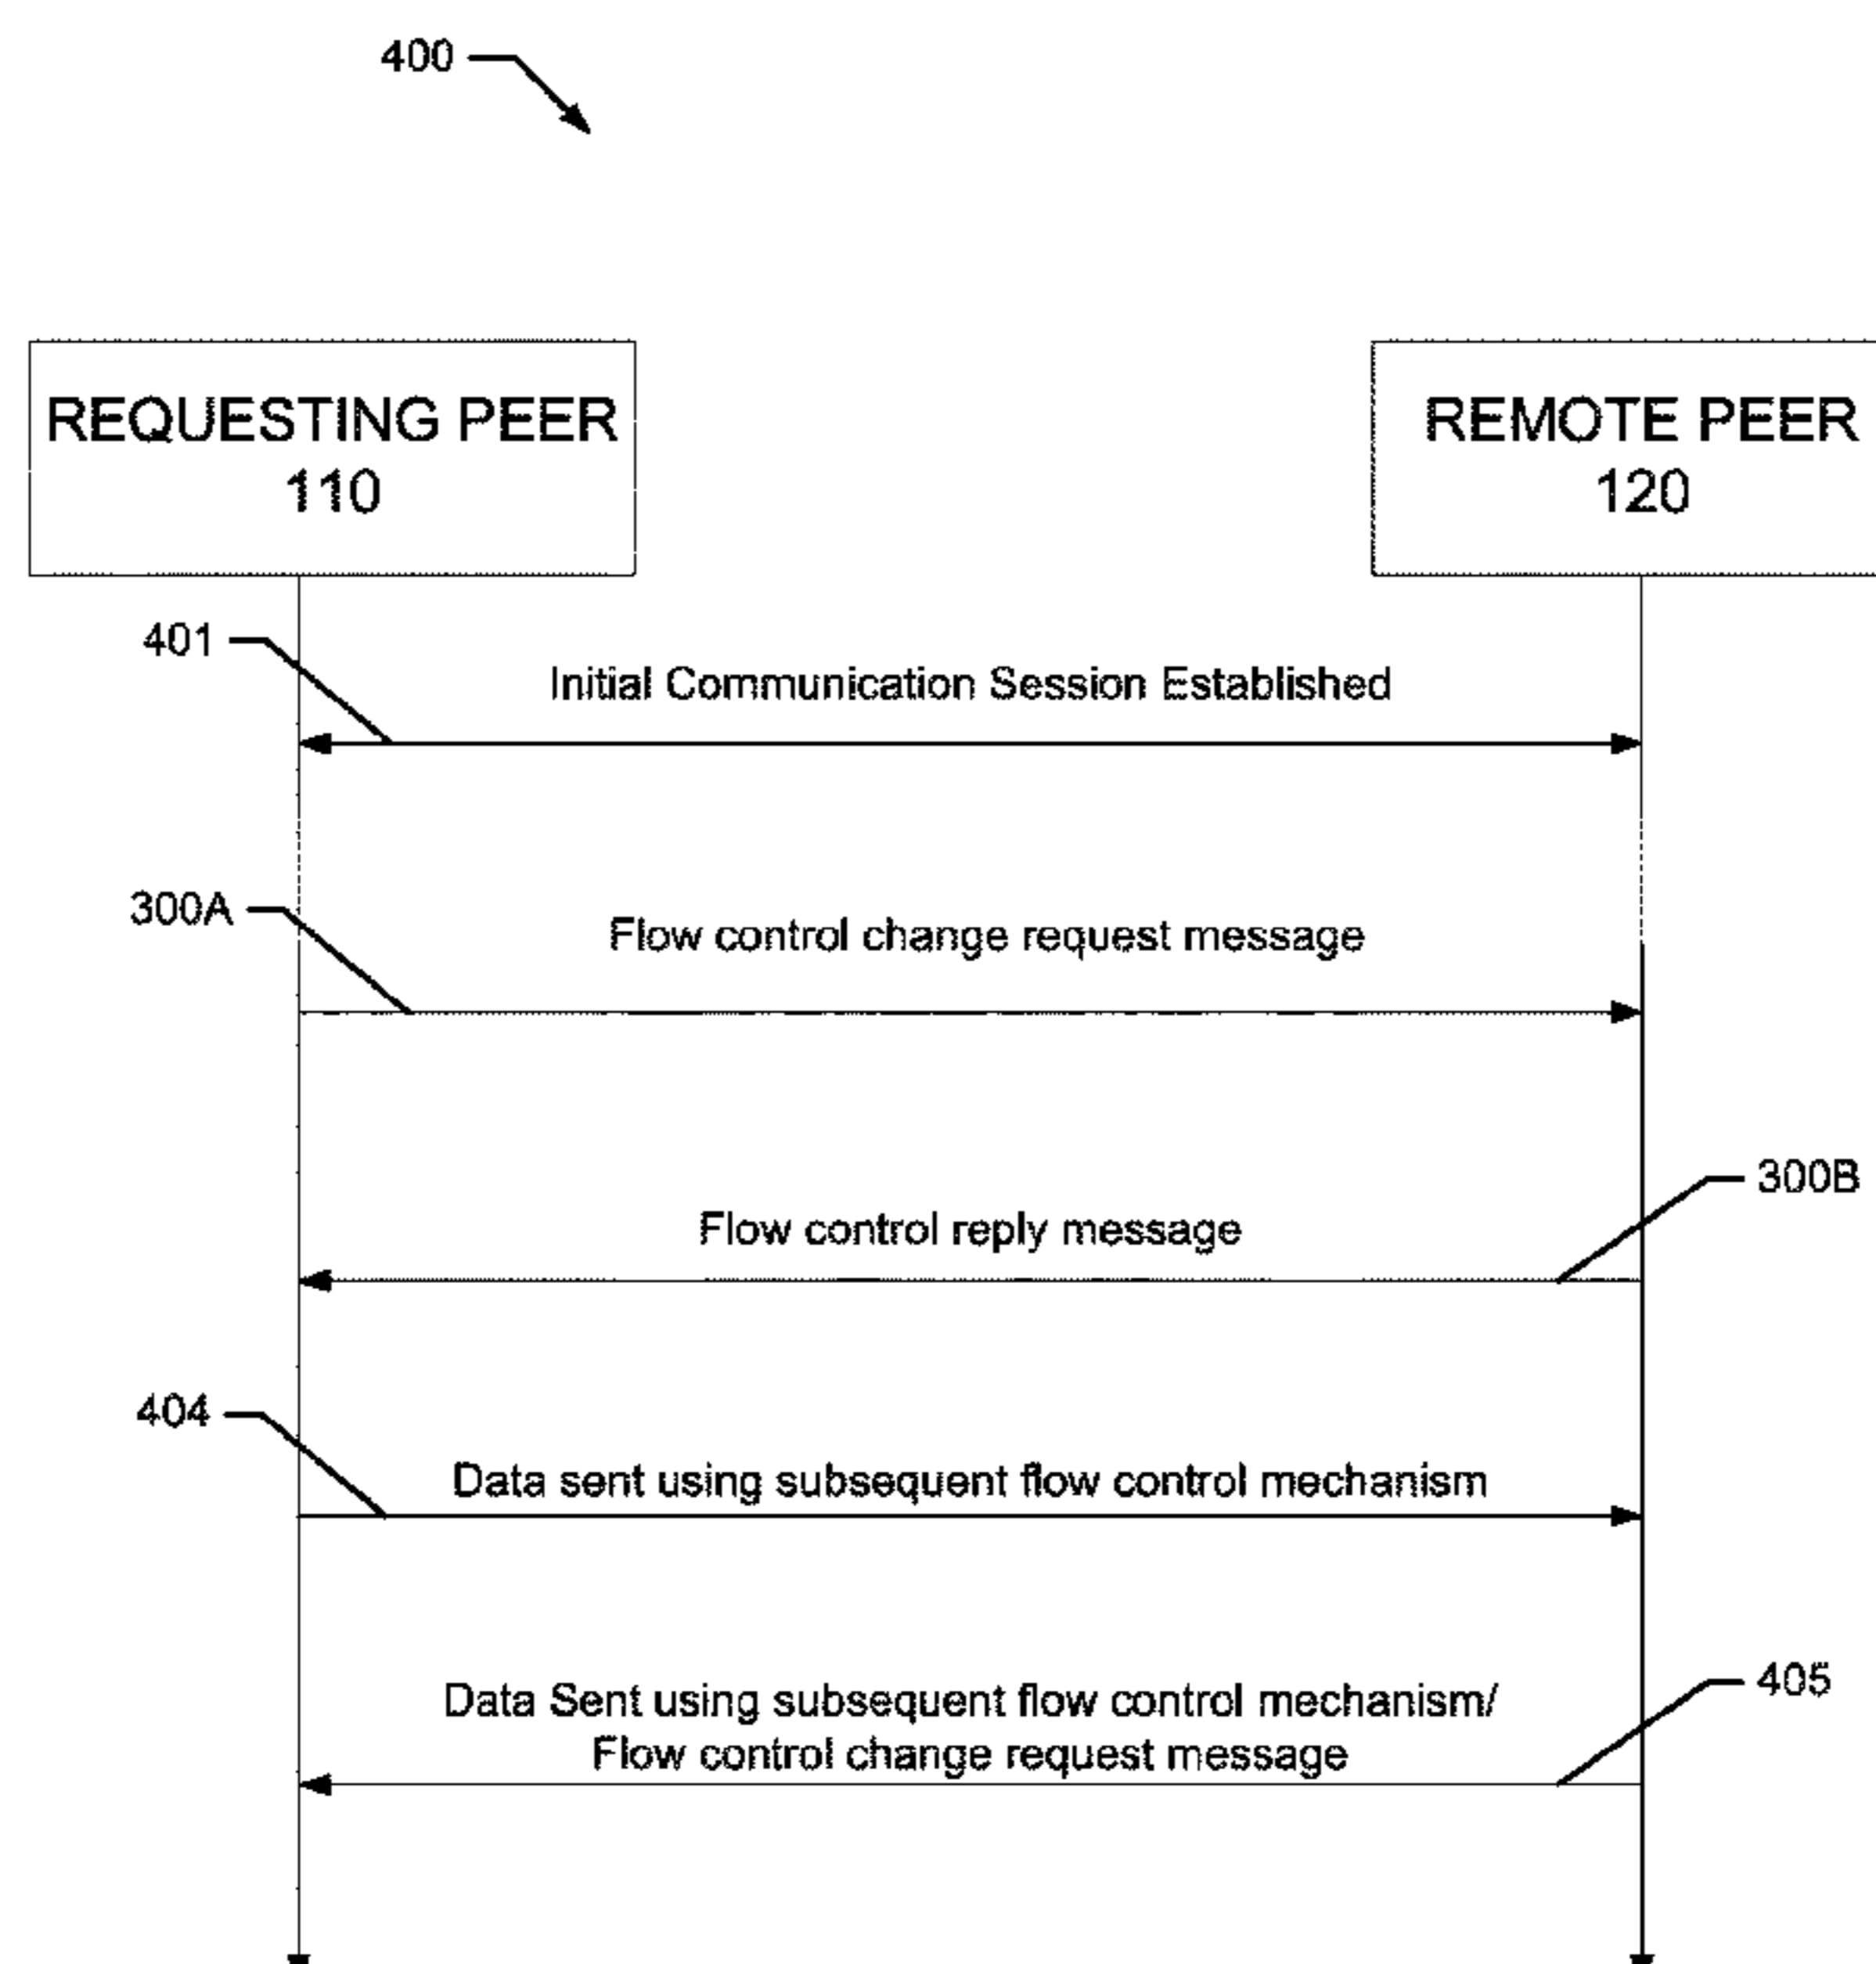 400
REQUESTING PEER
110
REMOTE PEER
120
401
Initial Communication Session Established
300A
Flow control change request message
300B
Flow control reply message
404
Data sent using subsequent flow control mechanism
405
Data Sent using subsequent flow control mechanism/
Flow control change request message